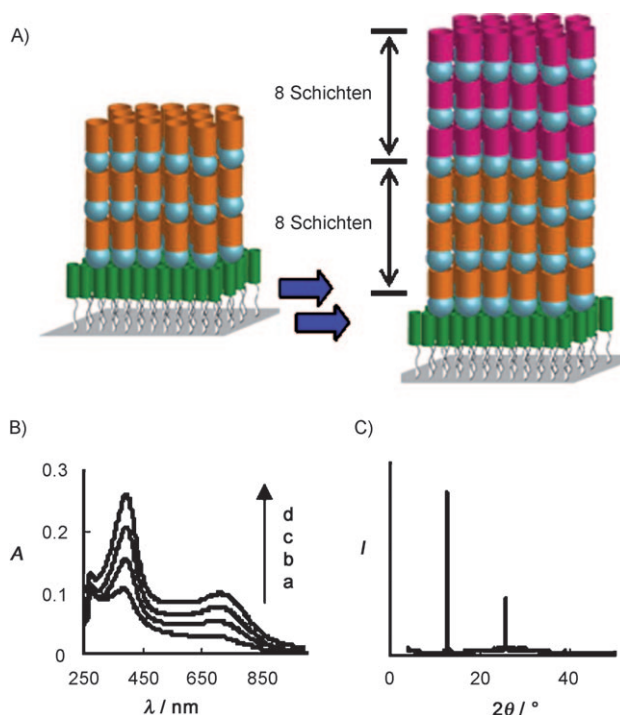 A)
8 Schichten
8 Schichten
B)
0.3
0.2
A
0.1
0
d
c
b
a
250 450 650 850
λ / nm
C)
I
0 20 40
2θ / °